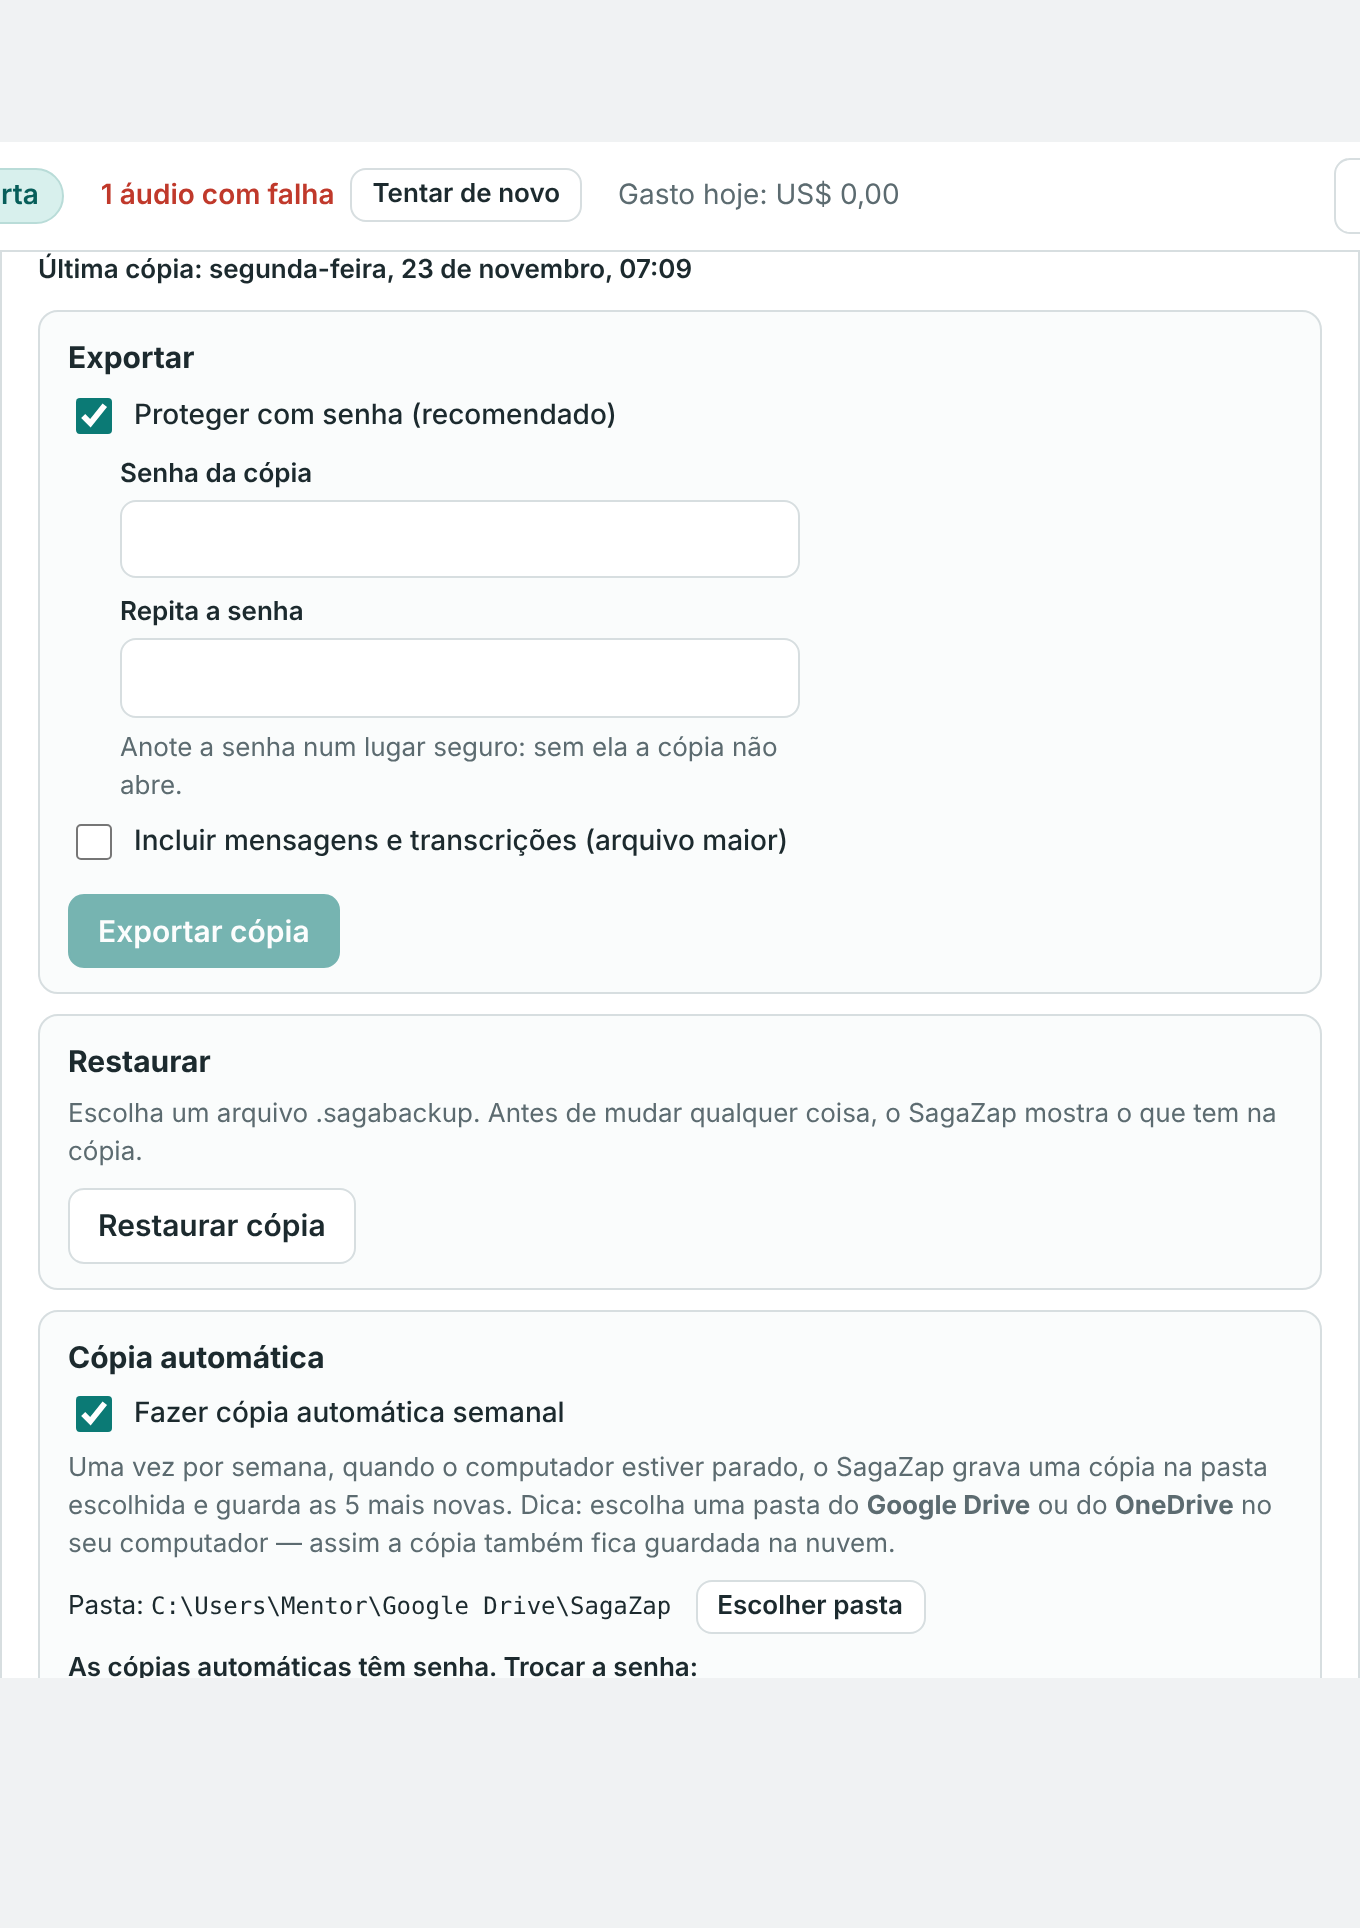 rta 1 áudio com falha Tentar de novo Gasto hoje: US$ 0,00
Última cópia: segunda-feira, 23 de novembro, 07:09
Exportar
Proteger com senha (recomendado)
Senha da cópia
Repita a senha
Anote a senha num lugar seguro: sem ela a cópia não
abre.
Incluir mensagens e transcrições (arquivo maior)
Exportar cópia
Restaurar
Escolha um arquivo .sagabackup. Antes de mudar qualquer coisa, o SagaZap mostra o que tem na
cópia.
Restaurar cópia
Cópia automática
Fazer cópia automática semanal
Uma vez por semana, quando o computador estiver parado, o SagaZap grava uma cópia na pasta
escolhida e guarda as 5 mais novas. Dica: escolha uma pasta do Google Drive ou do OneDrive no
seu computador — assim a cópia também fica guardada na nuvem.
Pasta: C:\Users\Mentor\Google Drive\SagaZap Escolher pasta
As cópias automáticas têm senha. Trocar a senha: